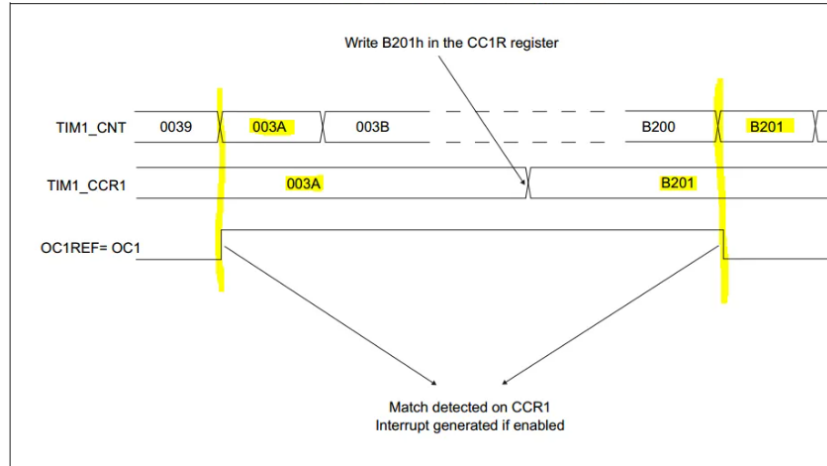 Write B201h in the CC1R register
TIM1_CNT 0039 003A 003B B200 B201
TIM1_CCR1 003A B201
OC1REF= OC1
Match detected on CCR1
Interrupt generated if enabled